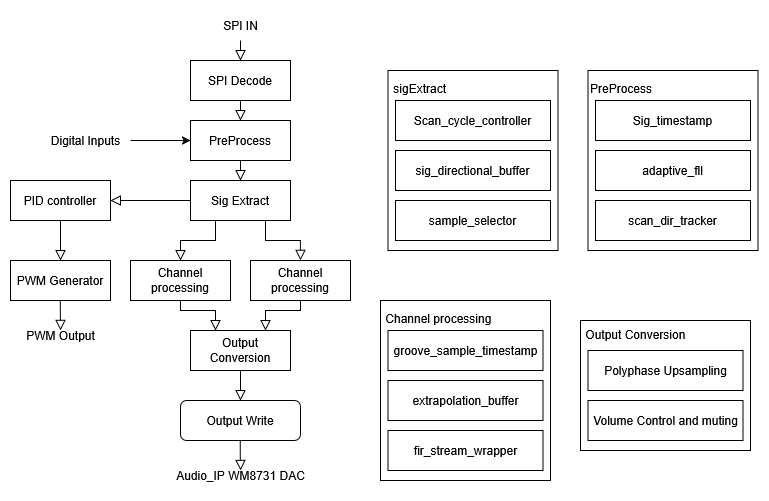 SPI IN
SPI Decode
Digital Inputs
PreProcess
PID controller
Sig Extract
PWM Generator
Channel
processing
Channel
processing
PWM Output
Output
Conversion
Output Write
Audio_IP WM8731 DAC
sigExtract
Scan_cycle_controller
sig_directional_buffer
sample_selector
PreProcess
Sig_timestamp
adaptive_fll
scan_dir_tracker
Channel processing
groove_sample_timestamp
extrapolation_buffer
fir_stream_wrapper
Output Conversion
Polyphase Upsampling
Volume Control and muting